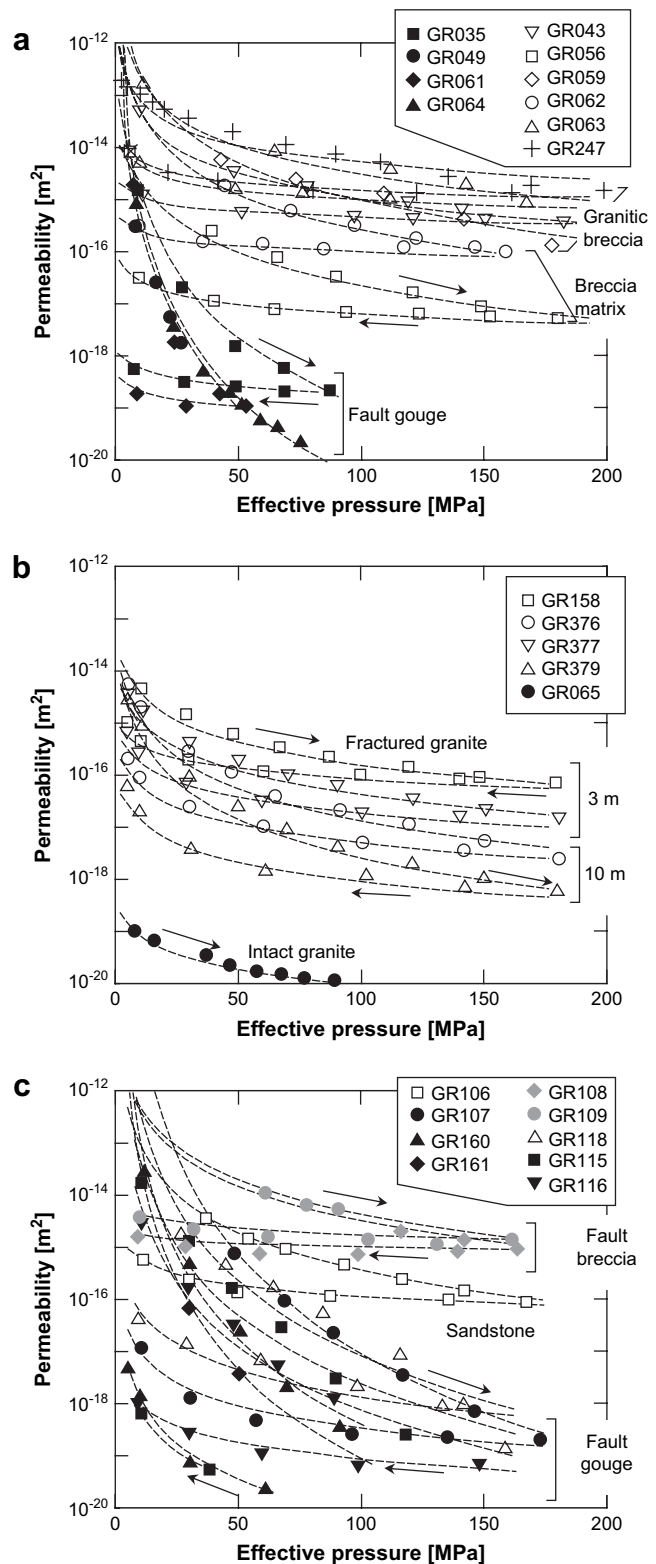 a
GR035
GR049
GR061
GR064
GR043
GR056
GR059
GR062
GR063
GR247
10-12
10-14
10-16
10-18
10-20
Permeability [m2]
Granitic
breccia
Breccia
matrix
Fault gouge
0
50
100
150
200
Effective pressure [MPa]
b
GR158
GR376
GR377
GR379
GR065
10-12
10-14
10-16
10-18
10-20
Permeability [m2]
Fractured granite
3 m
10 m
Intact granite
0
50
100
150
200
Effective pressure [MPa]
c
GR106
GR107
GR160
GR161
GR108
GR109
GR118
GR115
GR116
10-12
10-14
10-16
10-18
10-20
Permeability [m2]
Fault
breccia
Sandstone
Fault
gouge
0
50
100
150
200
Effective pressure [MPa]